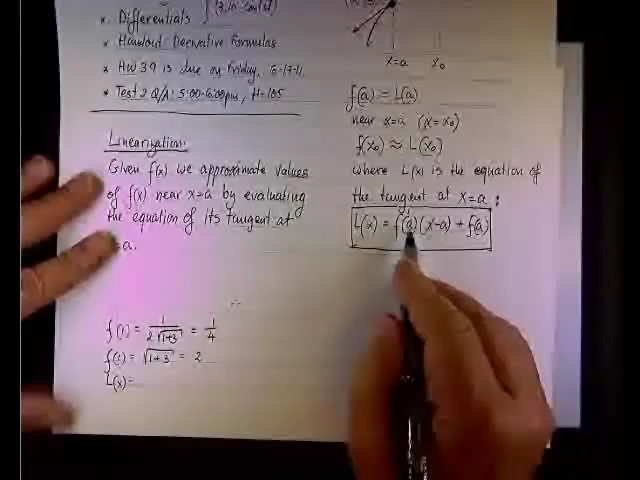 * Differentials
* Handout: Derivative Formulas
* HW 3.9 is due on Friday, 6-17-11
* Test 2 Q/A: 5:00-6:00pm, H-105
Linearization:
Given f(x) we approximate values
of f(x) near x=a by evaluating
the equation of its tangent at
=a.
f'(1) = 1/(2√(1+3)) = 1/4
f(1) = √(1+3) = 2
L(x)=
x=a x₀
f(a) = L(a)
near x=a (x=x₀)
f(x₀) ≈ L(x₀)
where L(x) is the equation of
the tangent at x=a:
L(x) = f'(a)(x-a) + f(a)